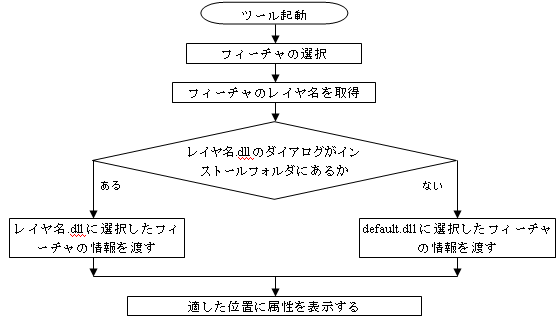 ツール起動
フィーチャの選択
フィーチャのレイヤ名を取得
レイヤ名.dllのダイアログがイン
ストールフォルダにあるか
ある
ない
レイヤ名.dllに選択したフィ
ーチャの情報を渡す
default.dllに選択したフィーチャ
の情報を渡す
適した位置に属性を表示する